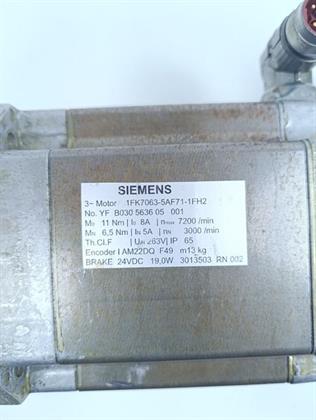 SIEMENS
3~ Motor 1FK7063-5AF71-1FH2
No. YF B030 5636 05 001
M₀ 11 Nm | I₀ 8A | nmax 7200 /min
MN 6,5 Nm | IN 5A | nN 3000 /min
Th.Cl.F | UiN 263V | IP 65
Encoder I AM22DQ F49 m 13 kg
BRAKE 24VDC 19,0W 3013503 RN 002